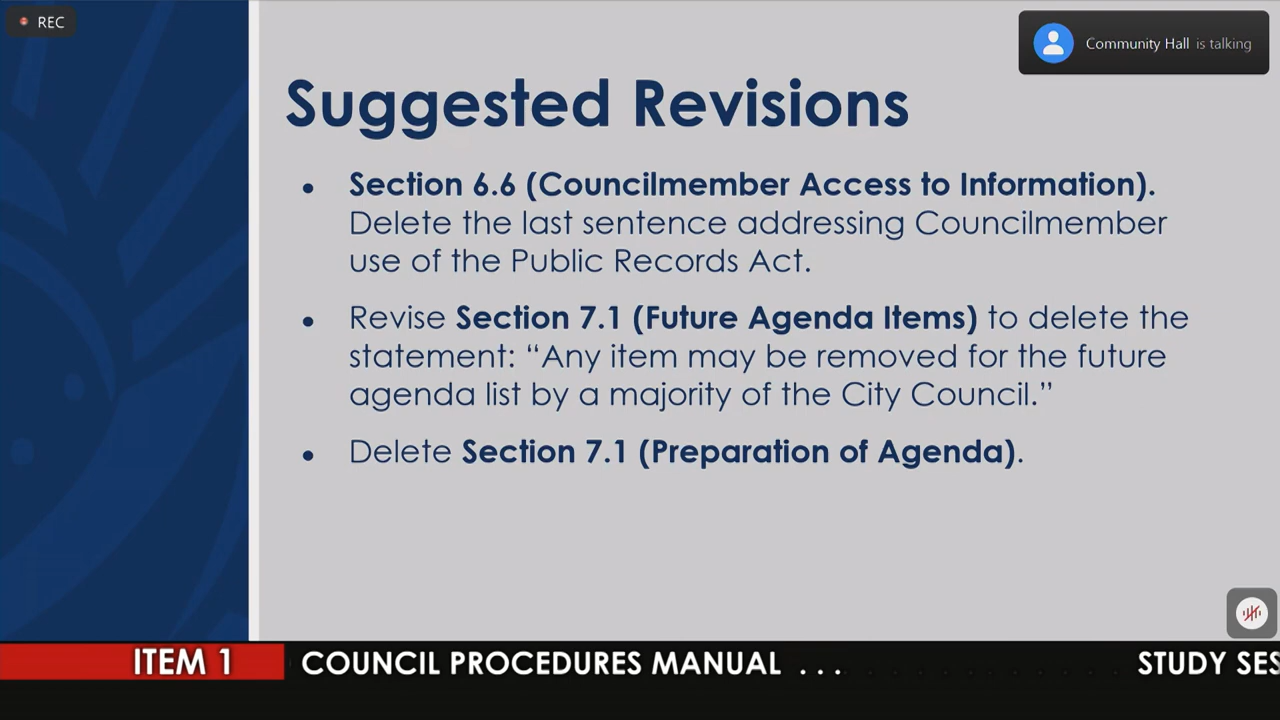 REC
Community Hall is talking
Suggested Revisions
• Section 6.6 (Councilmember Access to Information).
Delete the last sentence addressing Councilmember
use of the Public Records Act.
• Revise Section 7.1 (Future Agenda Items) to delete the
statement: “Any item may be removed for the future
agenda list by a majority of the City Council.”
• Delete Section 7.1 (Preparation of Agenda).
ITEM 1 COUNCIL PROCEDURES MANUAL ... STUDY SES